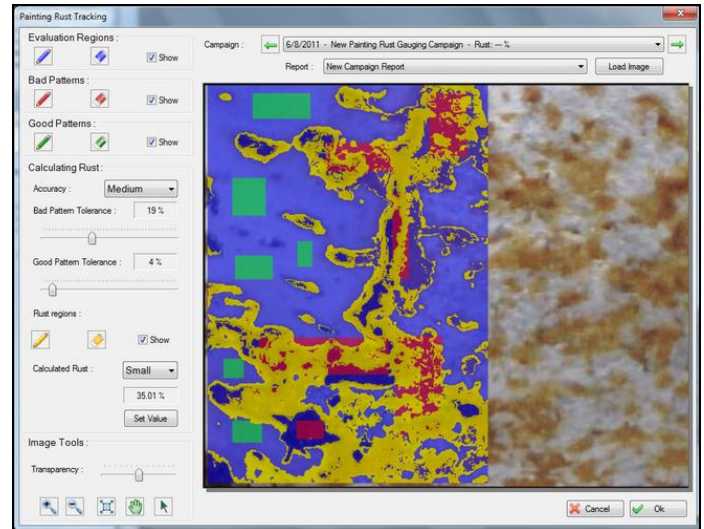 Painting Rust Tracking
Evaluation Regions :
Show
Bad Patterns :
Show
Good Patterns :
Show
Calculating Rust :
Accuracy :
Medium
Bad Pattern Tolerance :
19 %
Good Pattern Tolerance :
4 %
Rust regions :
Show
Calculated Rust :
Small
35.01 %
Set Value
Image Tools :
Transparency :
Campaign :
6/8/2011 - New Painting Rust Gauging Campaign - Rust: --- %
Report :
New Campaign Report
Load Image
Cancel
Ok